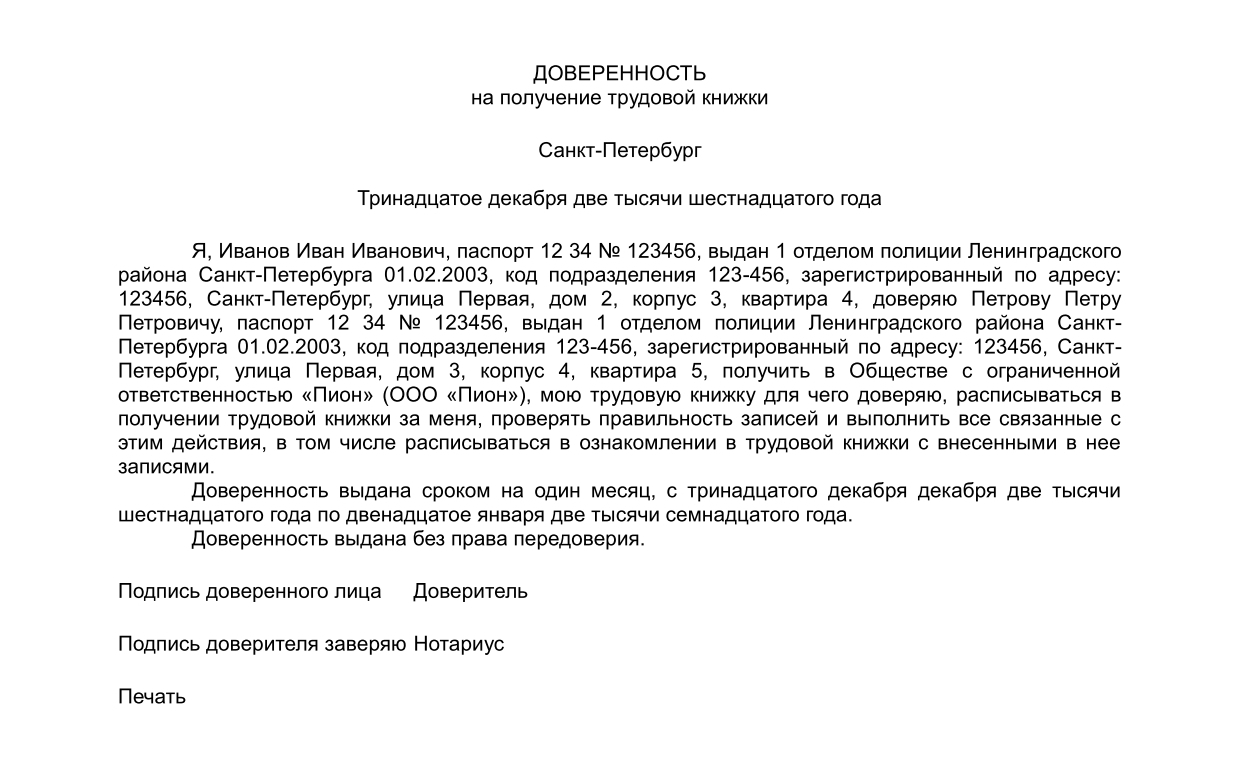 ДОВЕРЕННОСТЬ
на получение трудовой книжки
Санкт-Петербург
Тринадцатое декабря две тысячи шестнадцатого года
Я, Иванов Иван Иванович, паспорт 12 34 № 123456, выдан 1 отделом полиции Ленинградского
района Санкт-Петербурга 01.02.2003, код подразделения 123-456, зарегистрированный по адресу:
123456, Санкт-Петербург, улица Первая, дом 2, корпус 3, квартира 4, доверяю Петрову Петру
Петровичу, паспорт 12 34 № 123456, выдан 1 отделом полиции Ленинградского района Санкт-
Петербурга 01.02.2003, код подразделения 123-456, зарегистрированный по адресу: 123456, Санкт-
Петербург, улица Первая, дом 3, корпус 4, квартира 5, получить в Обществе с ограниченной
ответственностью «Пион» (ООО «Пион»), мою трудовую книжку для чего доверяю, расписываться в
получении трудовой книжки за меня, проверять правильность записей и выполнить все связанные с
этим действия, в том числе расписываться в ознакомлении в трудовой книжки с внесенными в нее
записями.
Доверенность выдана сроком на один месяц, с тринадцатого декабря декабря две тысячи
шестнадцатого года по двенадцатое января две тысячи семнадцатого года.
Доверенность выдана без права передоверия.
Подпись доверенного лица Доверитель
Подпись доверителя заверяю Нотариус
Печать